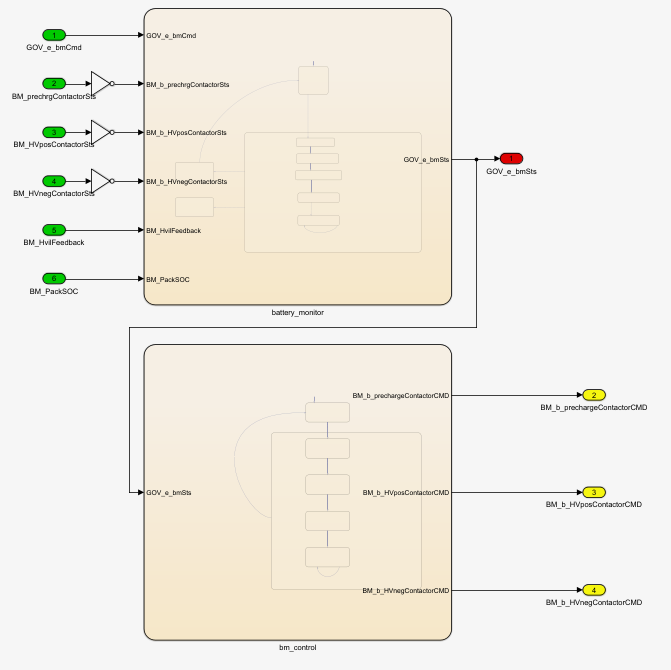 1
GOV_e_bmCmd
GOV_e_bmCmd
2
BM_prechrgContactorSts
BM_b_prechrgContactorSts
3
BM_HVposContactorSts
BM_b_HVposContactorSts
4
BM_HVnegContactorSts
BM_b_HVnegContactorSts
5
BM_HvilFeedback
BM_HvilFeedback
6
BM_PackSOC
BM_PackSOC
GOV_e_bmSts
1
GOV_e_bmSts
battery_monitor
GOV_e_bmSts
BM_b_prechargeContactorCMD
2
BM_b_prechargeContactorCMD
BM_b_HVposContactorCMD
3
BM_b_HVposContactorCMD
BM_b_HVnegContactorCMD
4
BM_b_HVnegContactorCMD
bm_control